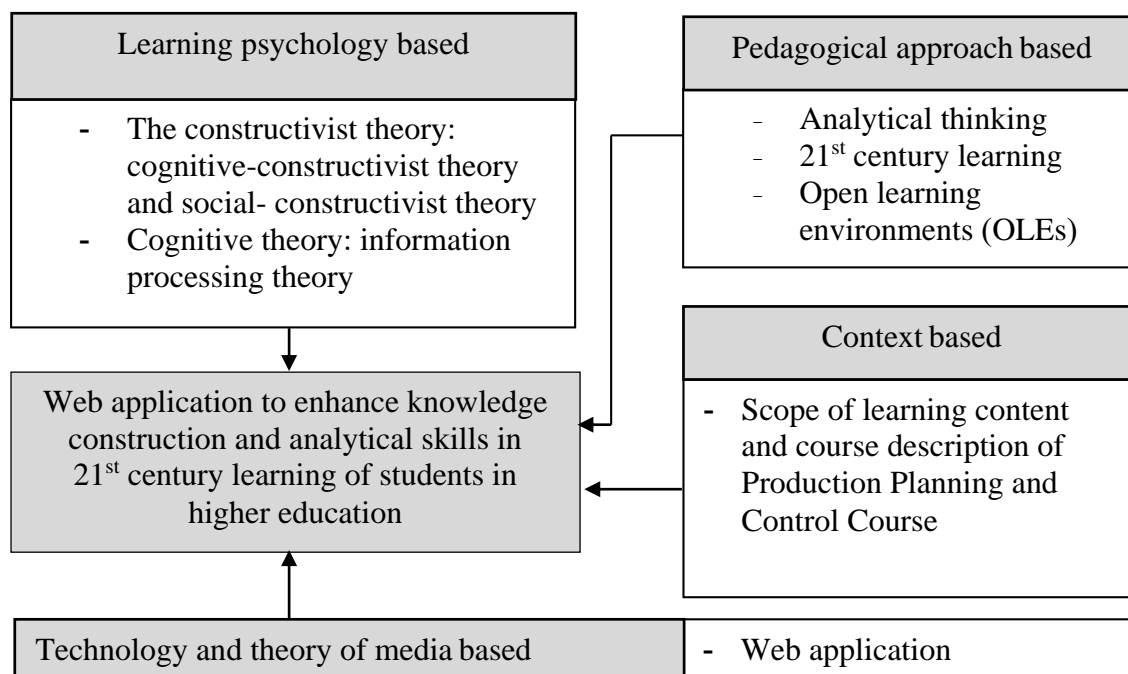 Learning psychology based
- The constructivist theory:
cognitive-constructivist theory
and social- constructivist theory
- Cognitive theory: information
processing theory
Pedagogical approach based
- Analytical thinking
- 21st century learning
- Open learning
environments (OLEs)
Context based
- Scope of learning content
and course description of
Production Planning and
Control Course
Web application to enhance knowledge
construction and analytical skills in
21st century learning of students in
higher education
Technology and theory of media based
- Web application